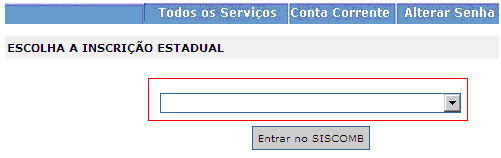 Todos os Serviços Conta Corrente Alterar Senha
ESCOLHA A INSCRIÇÃO ESTADUAL
Entrar no SISCOMB